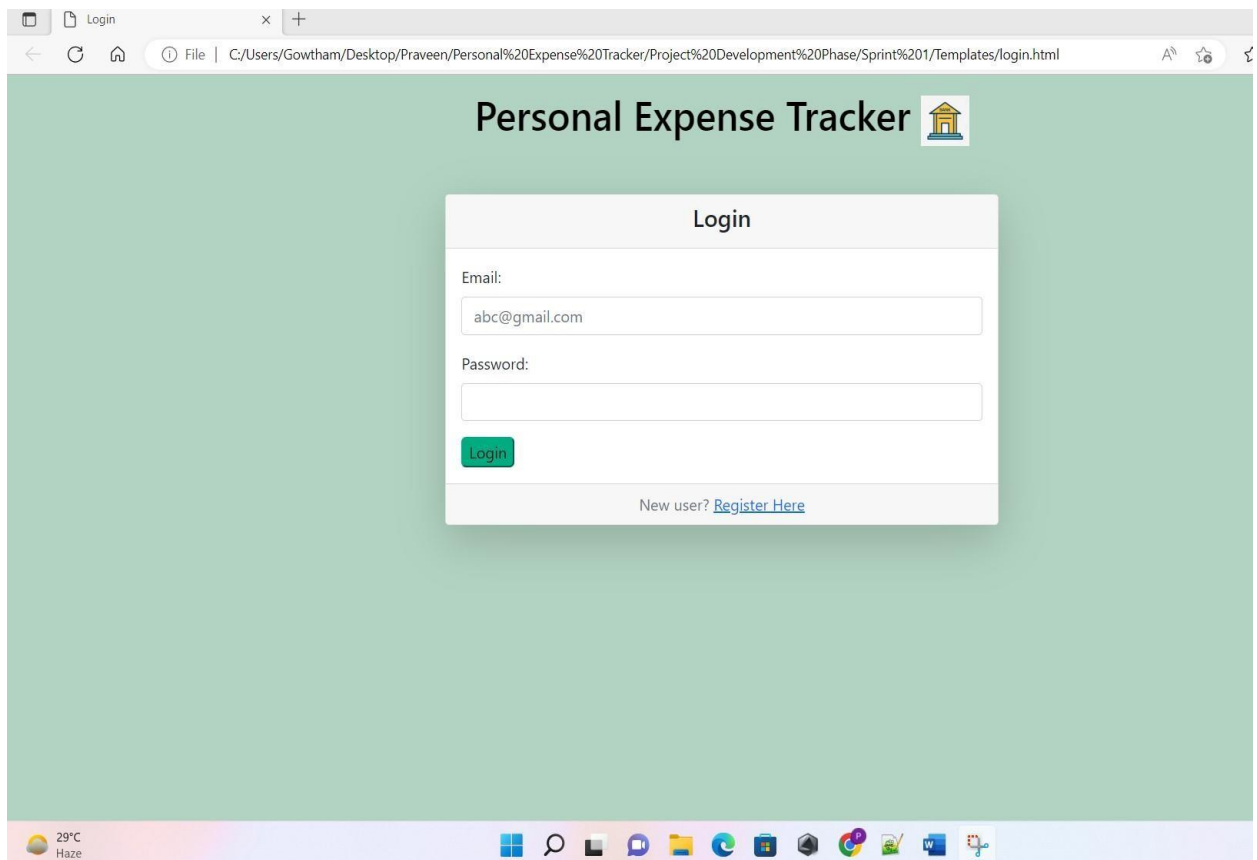 Login
File | C:/Users/Gowtham/Desktop/Praveen/Personal%20Expense%20Tracker/Project%20Development%20Phase/Sprint%201/Templates/login.html
Personal Expense Tracker
BANK
Login
Email:
abc@gmail.com
Password:
Login
New user? Register Here
29°C
Haze